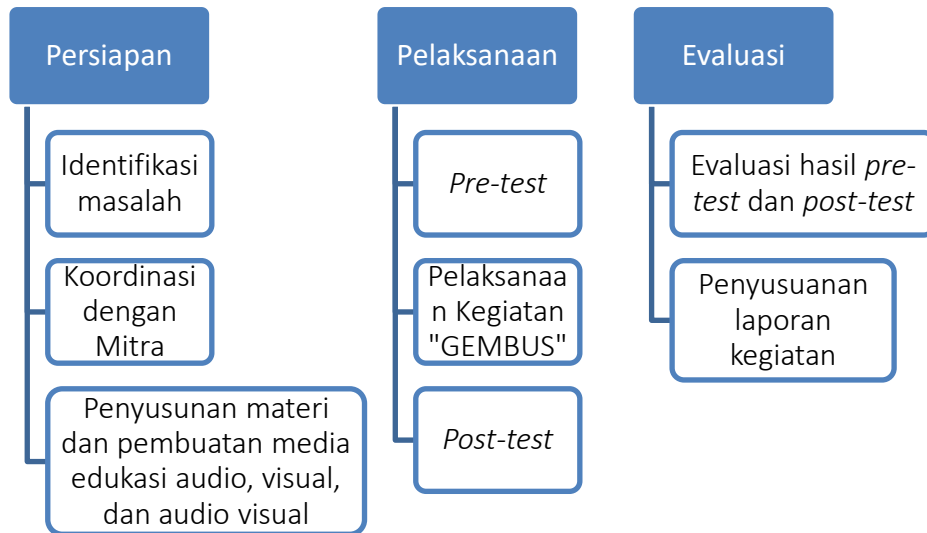 Persiapan
Identifikasi
masalah
Koordinasi
dengan
Mitra
Penyusunan materi
dan pembuatan media
edukasi audio, visual,
dan audio visual
Pelaksanaan
Pre-test
Pelaksanaa
n Kegiatan
"GEMBUS"
Post-test
Evaluasi
Evaluasi hasil pre-
test dan post-test
Penyusuanan
laporan
kegiatan